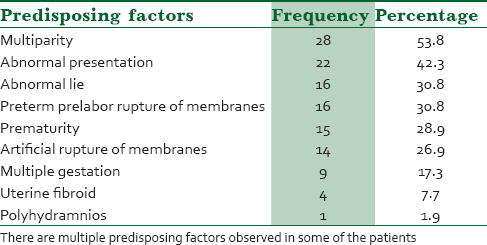 Predisposing factors Frequency Percentage
Multiparity 28 53.8
Abnormal presentation 22 42.3
Abnormal lie 16 30.8
Preterm prelabor rupture of membranes 16 30.8
Prematurity 15 28.9
Artificial rupture of membranes 14 26.9
Multiple gestation 9 17.3
Uterine fibroid 4 7.7
Polyhydramnios 1 1.9
There are multiple predisposing factors observed in some of the patients